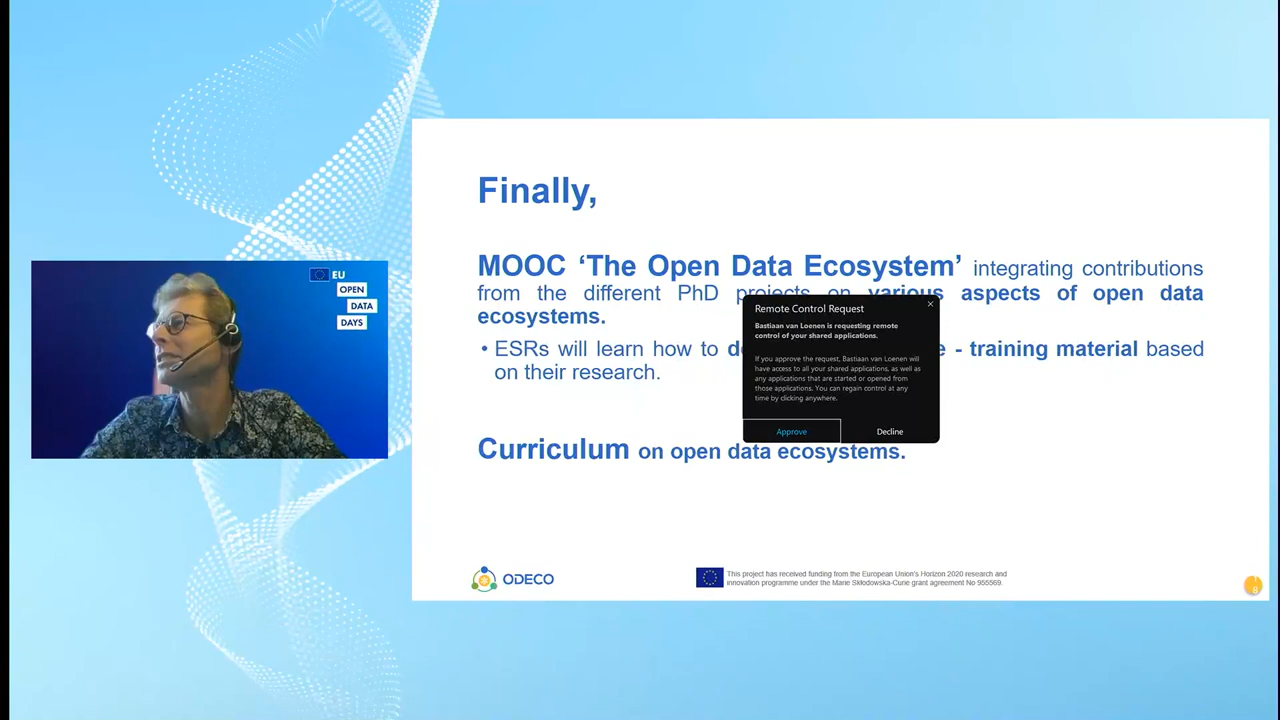 EU
OPEN
DATA
DAYS
Finally,
MOOC ‘The Open Data Ecosystem’ integrating contributions
from the different PhD projects on various aspects of open data
ecosystems.
• ESRs will learn how to - training material based
on their research.
Curriculum on open data ecosystems.
Remote Control Request
Bastiaan van Loenen is requesting remote
control of your shared applications.
If you approve the request, Bastiaan van Loenen will
have access to all your shared applications, as well as
any applications that are started or opened from
those applications. You can regain control at any
time by clicking anywhere.
Approve
Decline
ODECO
This project has received funding from the European Union's Horizon 2020 research and
innovation programme under the Marie Skłodowska-Curie grant agreement No 955569.